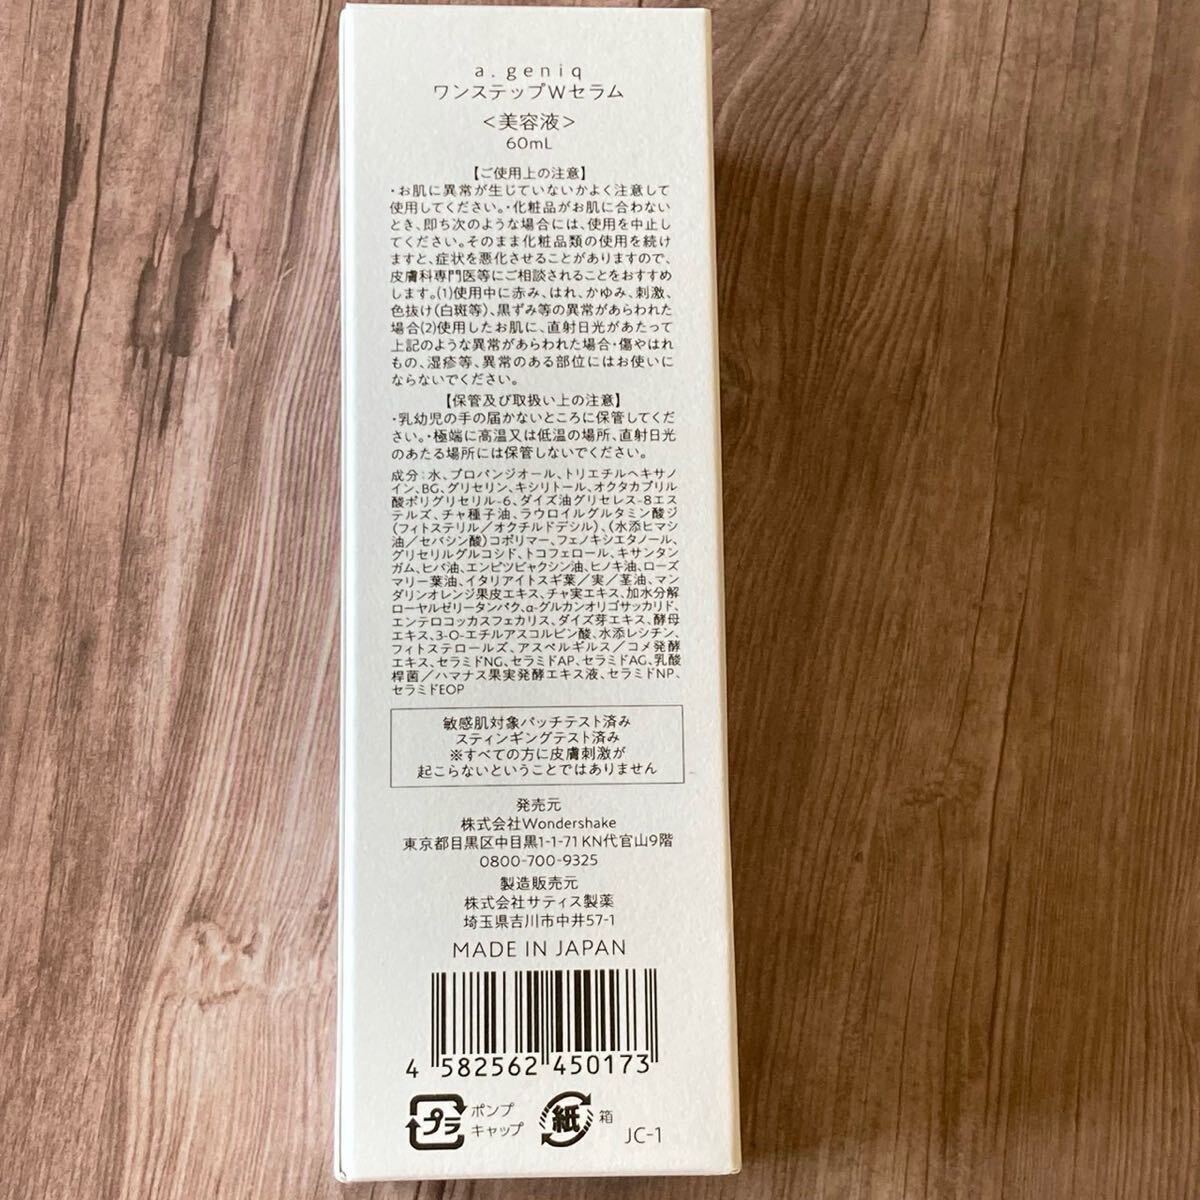 a. geniq
ワンステップWセラム
<美容液>
60mL
【ご使用上の注意】
・お肌に異常が生じていないかよく注意して
使用してください。・化粧品がお肌に合わない
とき、即ち次のような場合には、使用を中止し
てください。そのまま化粧品類の使用を続け
ますと、症状を悪化させることがありますので、
皮膚科専門医等にご相談されることをおすすめ
します。(1)使用中に赤み、はれ、かゆみ、刺激、
色抜け(白斑等)、黒ずみ等の異常があらわれた
場合(2)使用したお肌に、直射日光があたって
上記のような異常があらわれた場合・傷やはれ
もの、湿疹等、異常のある部位にはお使いに
ならないでください。
【保管及び取扱い上の注意】
・乳幼児の手の届かないところに保管してくだ
さい。・極端に高温又は低温の場所、直射日光
のあたる場所には保管しないでください。
成分：水、プロパンジオール、トリエチルヘキサノ
イン、BG、グリセリン、キシリトール、オクタカプリル
酸ポリグリセリル-6、ダイズ油グリセレス-8エス
テルズ、チャ種子油、ラウロイルグルタミン酸ジ
(フィトステリル／オクチルドデシル)、(水添ヒマシ
油／セバシン酸)コポリマー、フェノキシエタノール、
グリセリルグルコシド、トコフェロール、キサンタン
ガム、ヒバ油、エンピツビャクシン油、ヒノキ油、ローズ
マリー葉油、イタリアイトスギ葉／実／茎油、マン
ダリンオレンジ果皮エキス、チャ実エキス、加水分解
ローヤルゼリータンパク、α-グルカンオリゴサッカリド、
エンテロコッカスフェカリス、ダイズ芽エキス、酵母
エキス、3-O-エチルアスコルビン酸、水添レシチン、
フィトステロールズ、アスペルギルス／コメ発酵
エキス、セラミドNG、セラミドAP、セラミドAG、乳酸
桿菌／ハマナス果実発酵エキス液、セラミドNP、
セラミドEOP
敏感肌対象パッチテスト済み
スティンギングテスト済み
※すべての方に皮膚刺激が
起こらないということではありません
発売元
株式会社Wondershake
東京都目黒区中目黒1-1-71 KN代官山9階
0800-700-9325
製造販売元
株式会社サティス製薬
埼玉県吉川市中井57-1
MADE IN JAPAN
4 582562 450173
プラ
ポンプ
キャップ
紙
箱
JC-1